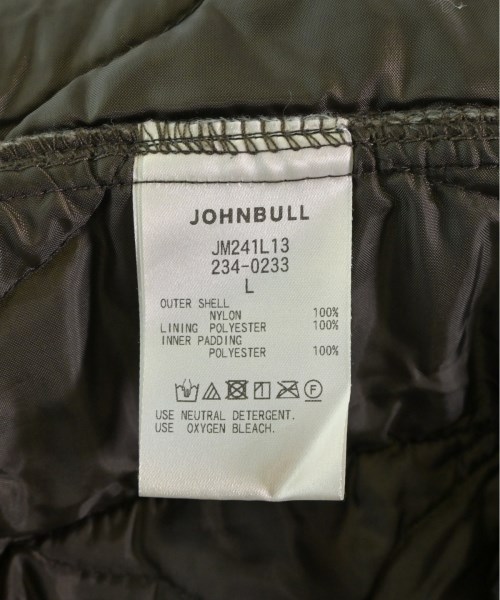 JOHNBULL
JM241L13
234-0233
L
OUTER SHELL
NYLON 100%
LINING POLYESTER 100%
INNER PADDING
POLYESTER 100%
F
USE NEUTRAL DETERGENT.
USE OXYGEN BLEACH.